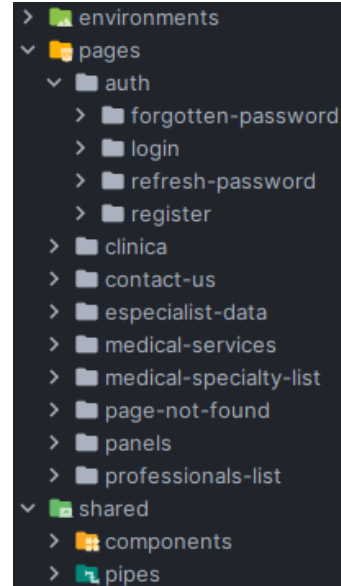 environments
pages
auth
forgotten-password
login
refresh-password
register
clinica
contact-us
especialist-data
medical-services
medical-specialty-list
page-not-found
panels
professionals-list
shared
components
pipes